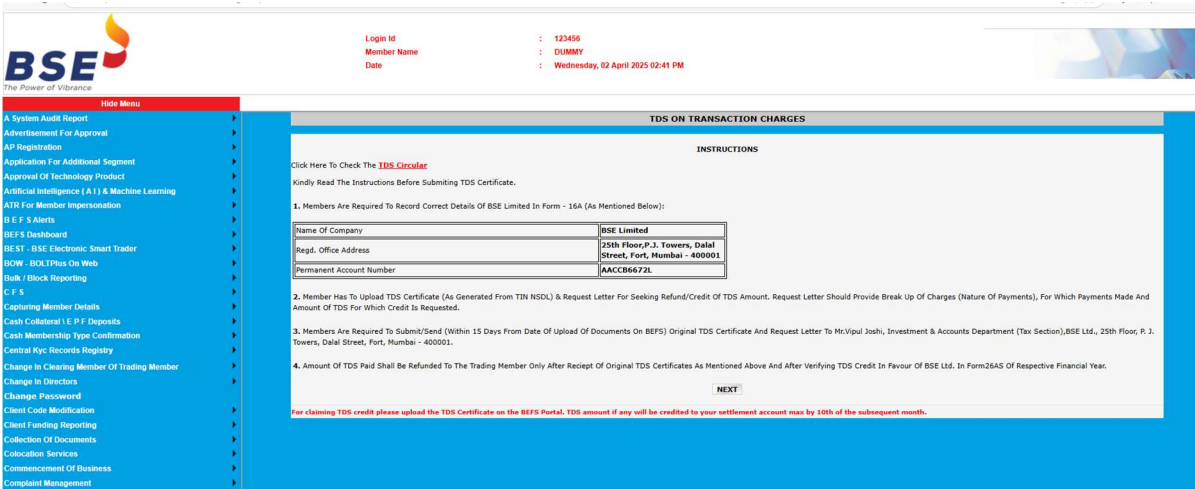 BSE
The Power of Vibrance
Login Id : 123456
Member Name : DUMMY
Date : Wednesday, 02 April 2025 02:41 PM
Hide Menu
A System Audit Report
Advertisement For Approval
AP Registration
Application For Additional Segment
Approval Of Technology Product
Artificial Intelligence ( A I ) & Machine Learning
ATR For Member Impersonation
B E F S Alerts
BEFS Dashboard
BEST - BSE Electronic Smart Trader
BOW - BOLTPlus On Web
Bulk / Block Reporting
C F S
Capturing Member Details
Cash Collateral \ E P F Deposits
Cash Membership Type Confirmation
Central Kyc Records Registry
Change In Clearing Member Of Trading Member
Change In Directors
Change Password
Client Code Modification
Client Funding Reporting
Collection Of Documents
Colocation Services
Commencement Of Business
Complaint Management
TDS ON TRANSACTION CHARGES
INSTRUCTIONS
Click Here To Check The TDS Circular
Kindly Read The Instructions Before Submiting TDS Certificate.
1. Members Are Required To Record Correct Details Of BSE Limited In Form - 16A (As Mentioned Below):
Name Of Company BSE Limited
Regd. Office Address 25th Floor,P.J. Towers, Dalal
Street, Fort, Mumbai - 400001
Permanent Account Number AACCB6672L
2. Member Has To Upload TDS Certificate (As Generated From TIN NSDL) & Request Letter For Seeking Refund/Credit Of TDS Amount. Request Letter Should Provide Break Up Of Charges (Nature Of Payments), For Which Payments Made And
Amount Of TDS For Which Credit Is Requested.
3. Members Are Required To Submit/Send (Within 15 Days From Date Of Upload Of Documents On BEFS) Original TDS Certificate And Request Letter To Mr.Vipul Joshi, Investment & Accounts Department (Tax Section),BSE Ltd., 25th Floor, P. J.
Towers, Dalal Street, Fort, Mumbai - 400001.
4. Amount Of TDS Paid Shall Be Refunded To The Trading Member Only After Reciept Of Original TDS Certificates As Mentioned Above And After Verifying TDS Credit In Favour Of BSE Ltd. In Form26AS Of Respective Financial Year.
NEXT
For claiming TDS credit please upload the TDS Certificate on the BEFS Portal. TDS amount if any will be credited to your settlement account max by 10th of the subsequent month.